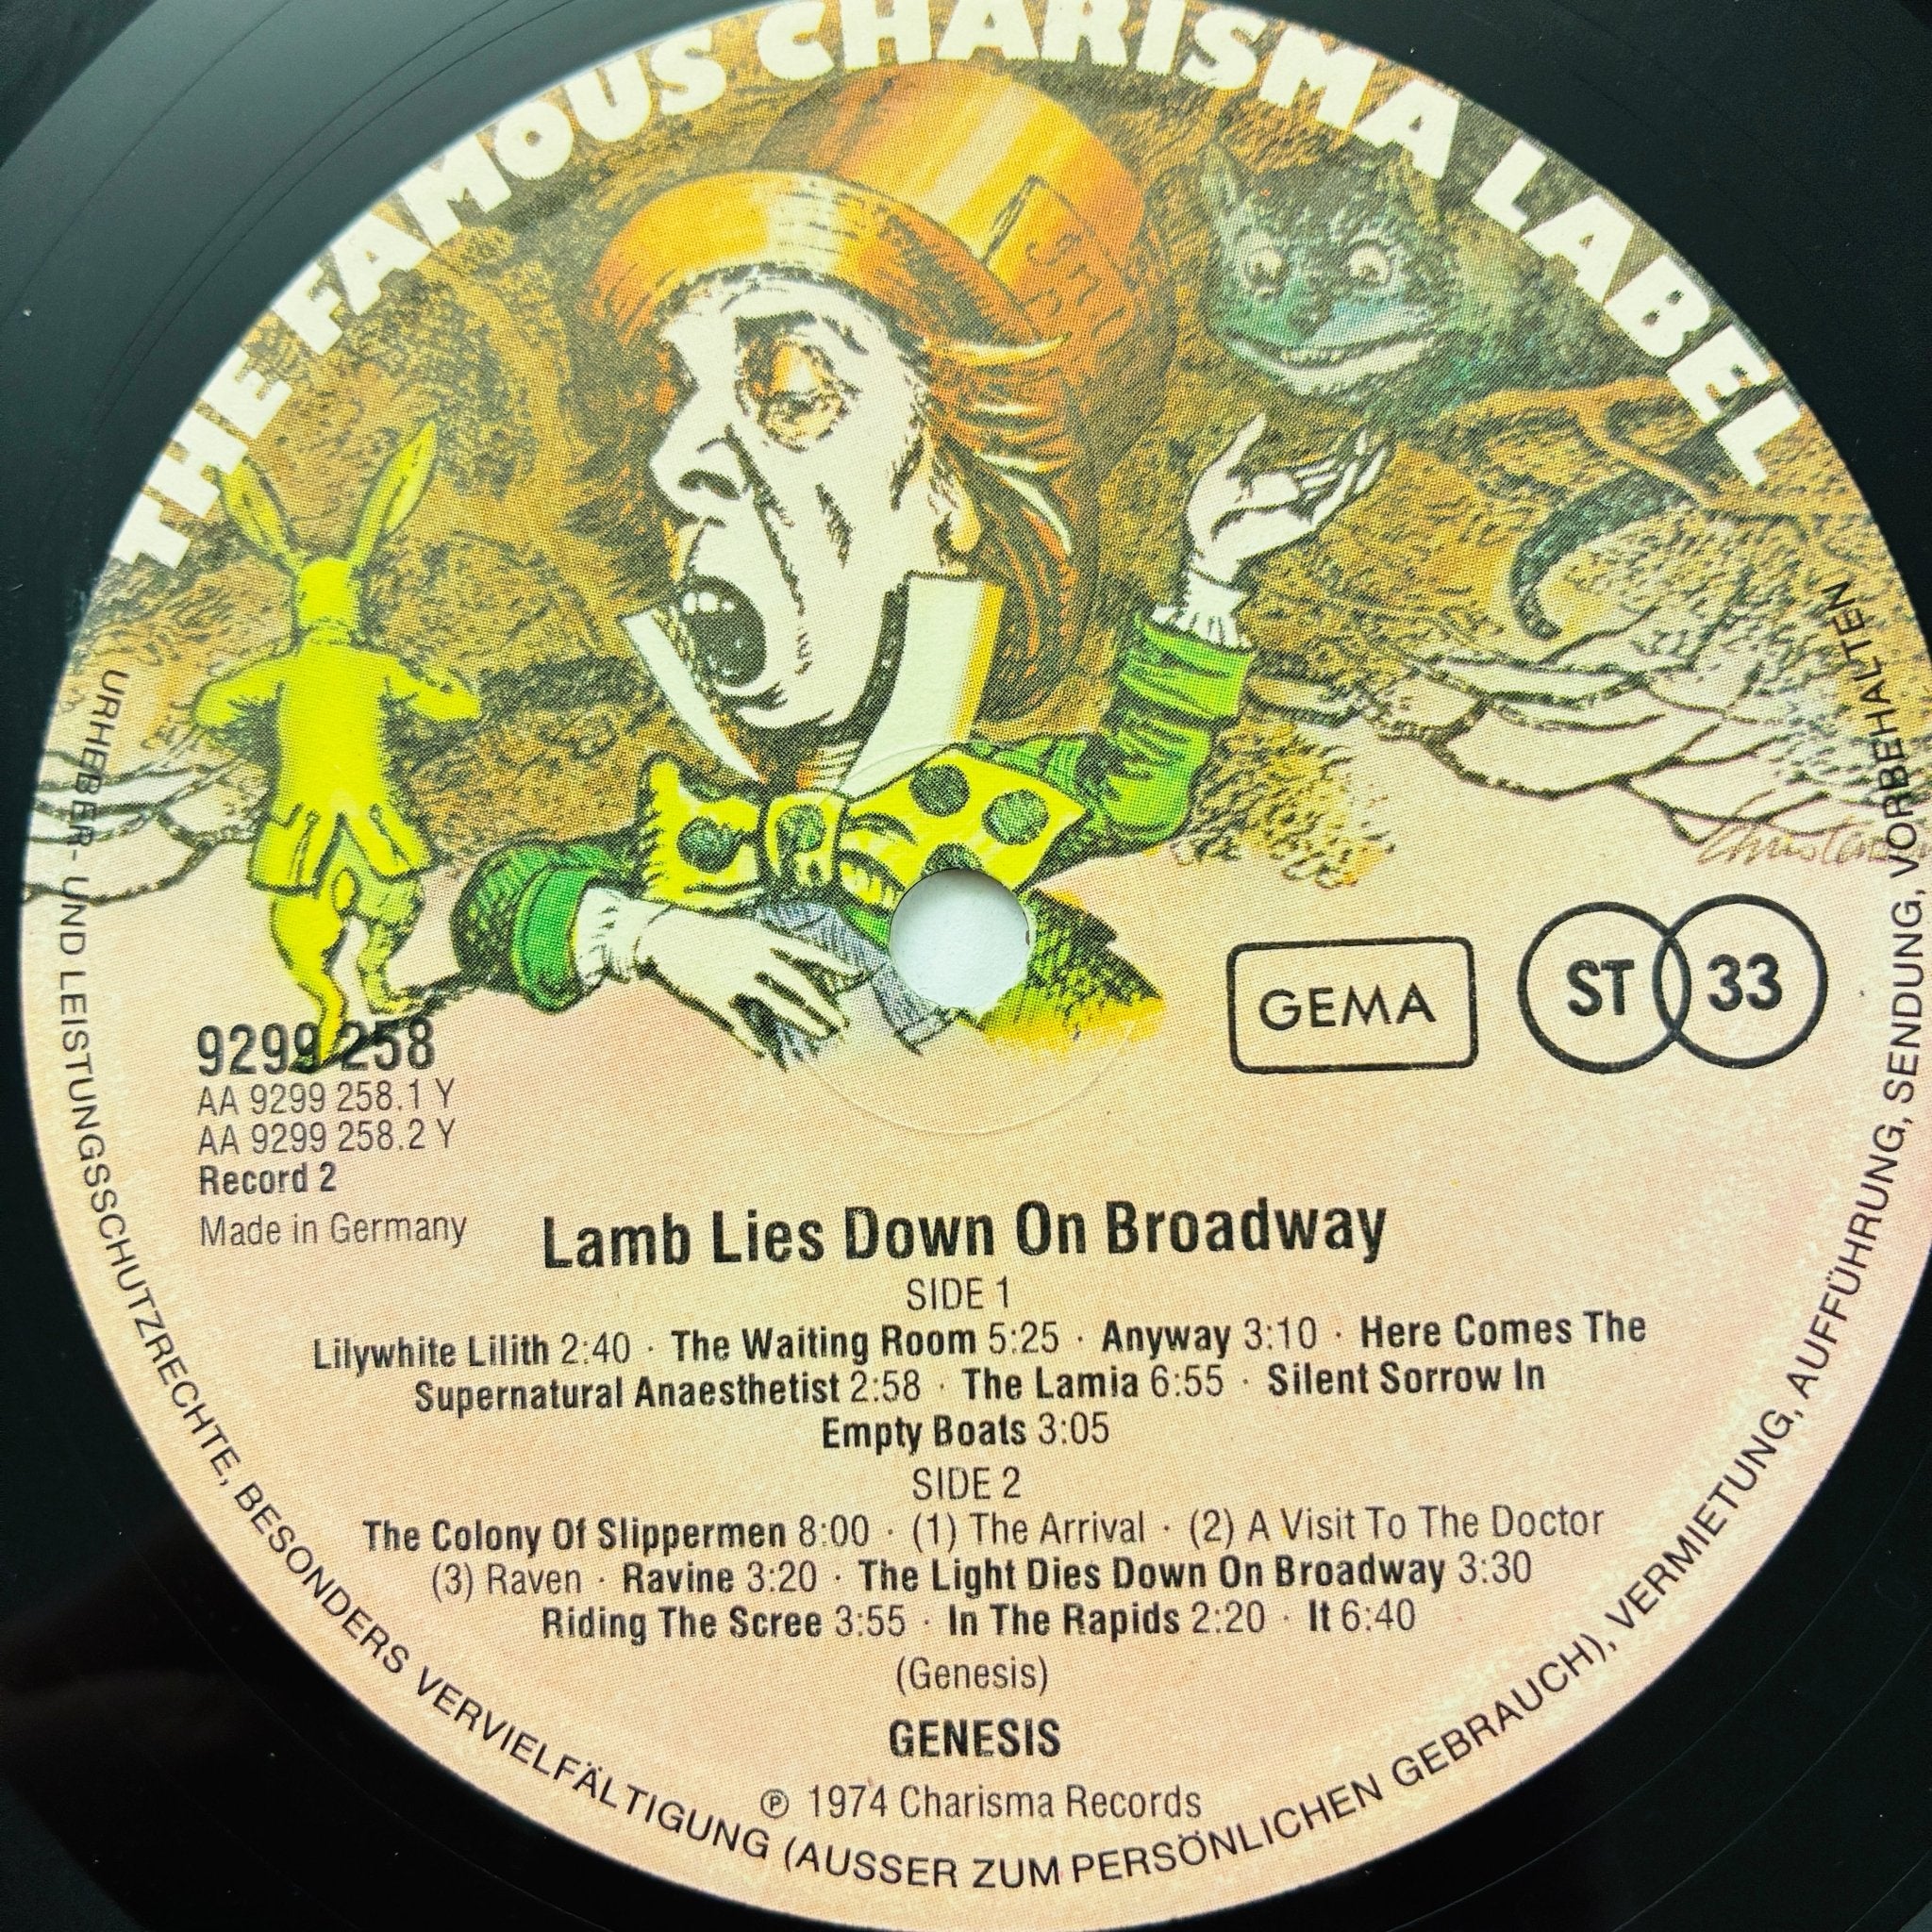 THE FAMOUS CHARISMA LABEL
GEMA
ST 33
9299 258
AA 9299 258.1 Y
AA 9299 258.2 Y
Record 2
Made in Germany
Lamb Lies Down On Broadway
SIDE 1
Lilywhite Lilith 2:40 · The Waiting Room 5:25 · Anyway 3:10 · Here Comes The
Supernatural Anaesthetist 2:58 · The Lamia 6:55 · Silent Sorrow In
Empty Boats 3:05
SIDE 2
The Colony Of Slippermen 8:00 · (1) The Arrival · (2) A Visit To The Doctor
(3) Raven · Ravine 3:20 · The Light Dies Down On Broadway 3:30
Riding The Scree 3:55 · In The Rapids 2:20 · It 6:40
(Genesis)
GENESIS
℗ 1974 Charisma Records
URHEBER- UND LEISTUNGSSCHUTZRECHTE, BESONDERS VERVIELFÄLTIGUNG (AUSSER ZUM PERSÖNLICHEN GEBRAUCH), VERMIETUNG, AUFFÜHRUNG, SENDUNG, VORBEHALTEN